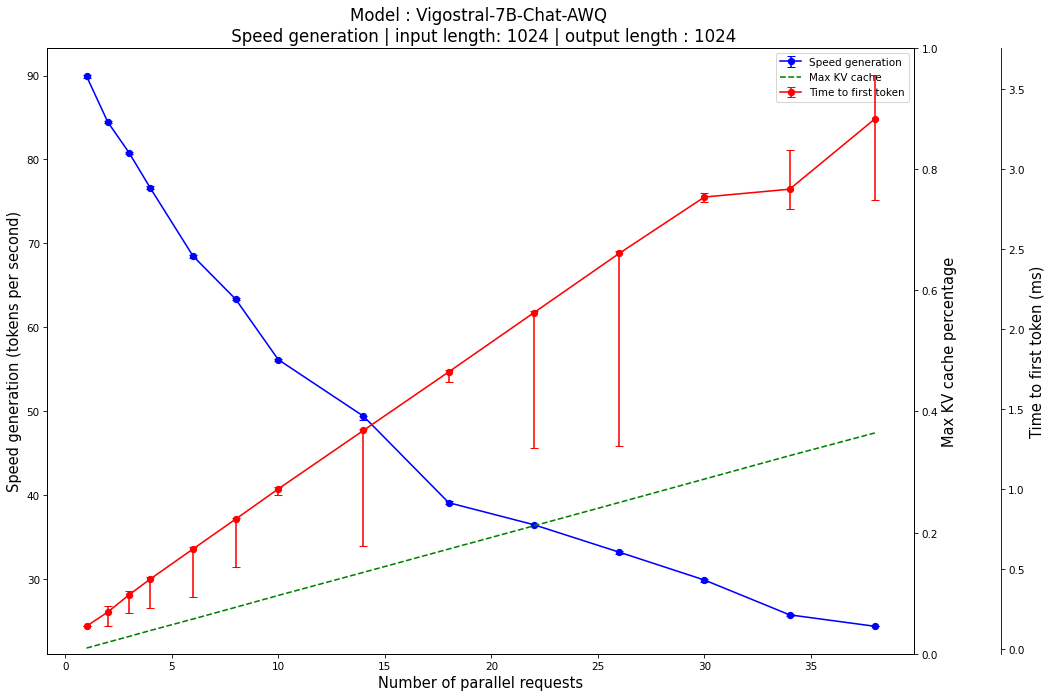 Model : Vigostral-7B-Chat-AWQ
Speed generation | input length: 1024 | output length : 1024
Speed generation
Max KV cache
Time to first token
Speed generation (tokens per second)
90
80
70
60
50
40
30
1.0
0.8
0.6
0.4
0.2
0.0
Max KV cache percentage
3.5
3.0
2.5
2.0
1.5
1.0
0.5
0.0
Time to first token (ms)
0 5 10 15 20 25 30 35
Number of parallel requests